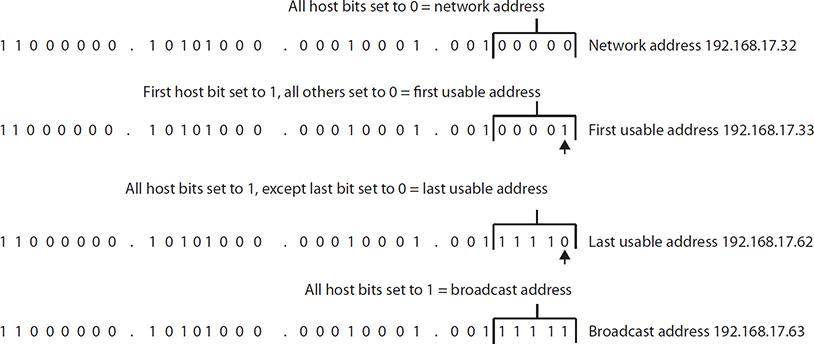 All host bits set to 0 = network address
1 1 0 0 0 0 0 0 . 1 0 1 0 1 0 0 0 . 0 0 0 1 0 0 0 1 . 0 0 1 0 0 0 0 0 Network address 192.168.17.32
First host bit set to 1, all others set to 0 = first usable address
1 1 0 0 0 0 0 0 . 1 0 1 0 1 0 0 0 . 0 0 0 1 0 0 0 1 . 0 0 1 0 0 0 0 1 First usable address 192.168.17.33
All host bits set to 1, except last bit set to 0 = last usable address
1 1 0 0 0 0 0 0 . 1 0 1 0 1 0 0 0 . 0 0 0 1 0 0 0 1 . 0 0 1 1 1 1 1 0 Last usable address 192.168.17.62
All host bits set to 1 = broadcast address
1 1 0 0 0 0 0 0 . 1 0 1 0 1 0 0 0 . 0 0 0 1 0 0 0 1 . 0 0 1 1 1 1 1 1 Broadcast address 192.168.17.63